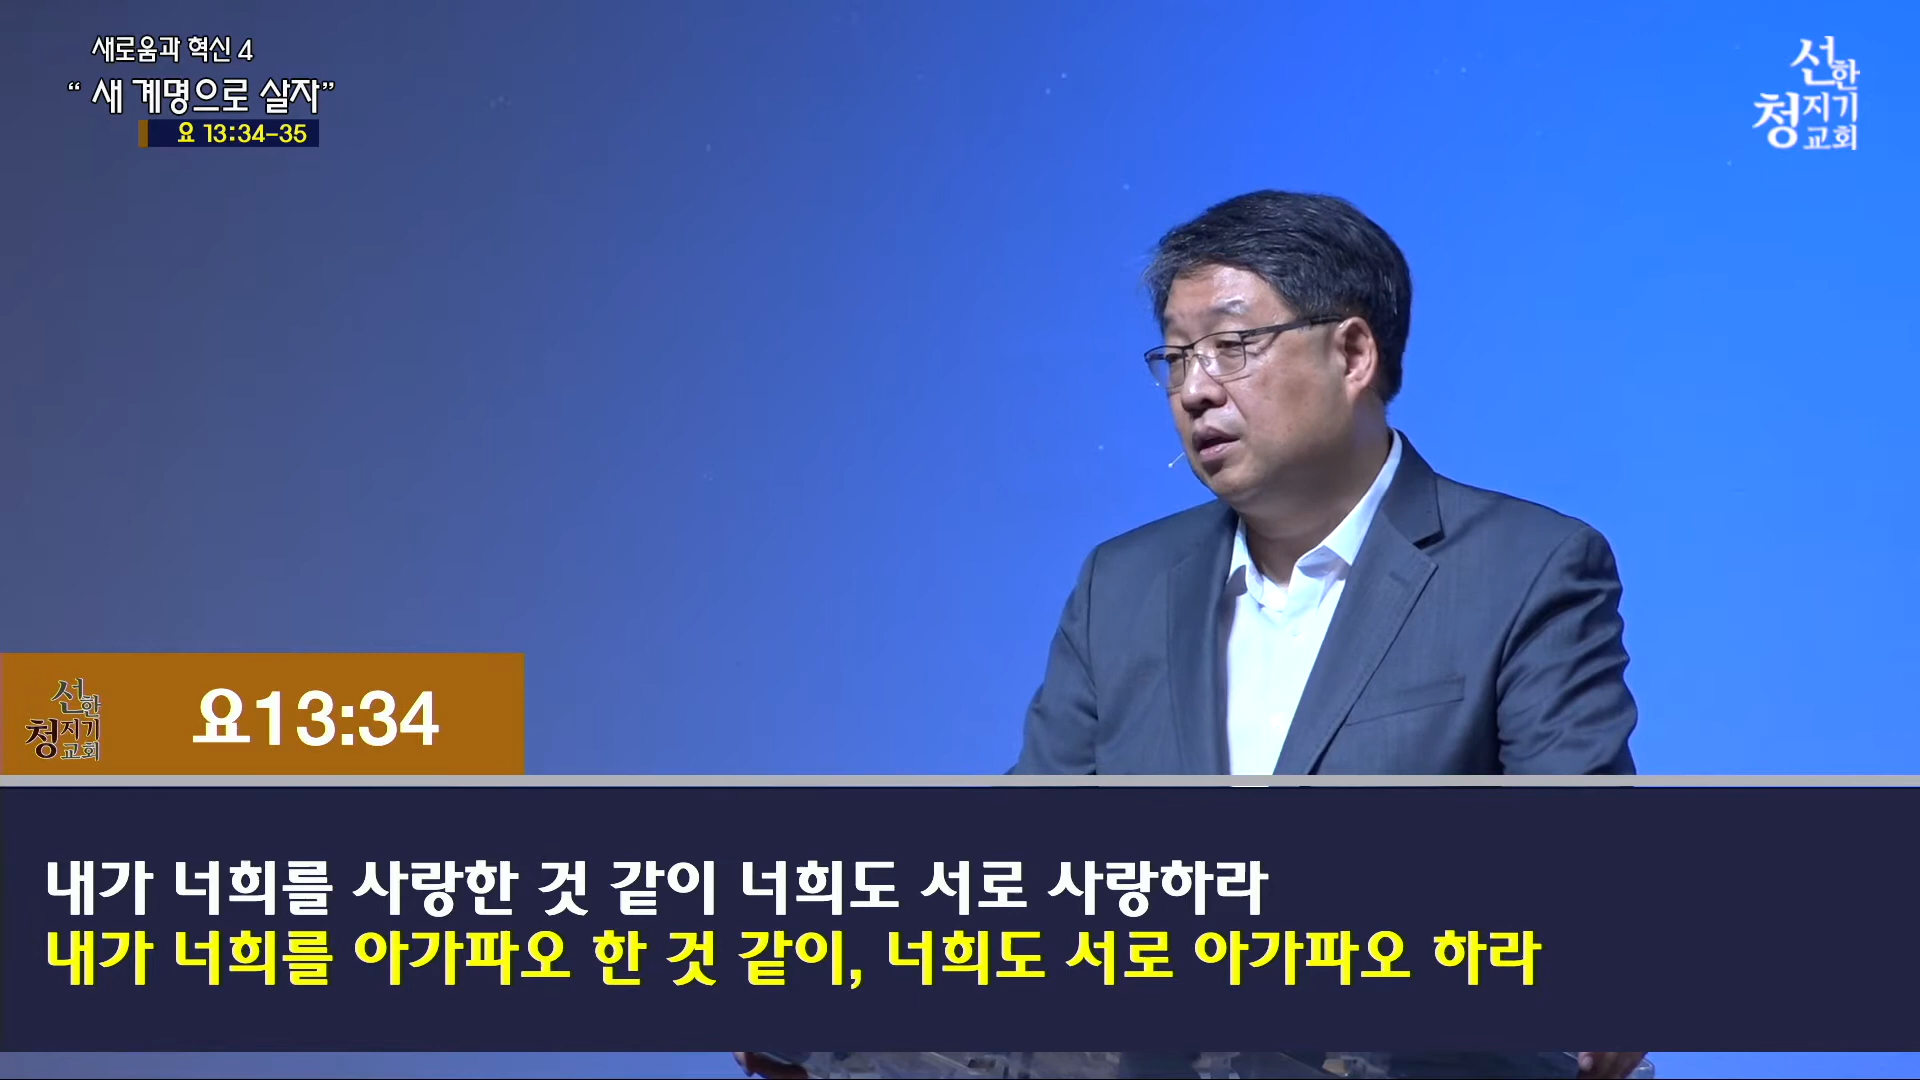 새로움과 혁신 4
“ 새 계명으로 살자”
요 13:34-35
선한
청지기
교회
선한
청지기
교회
요13:34
내가 너희를 사랑한 것 같이 너희도 서로 사랑하라
내가 너희를 아가파오 한 것 같이, 너희도 서로 아가파오 하라